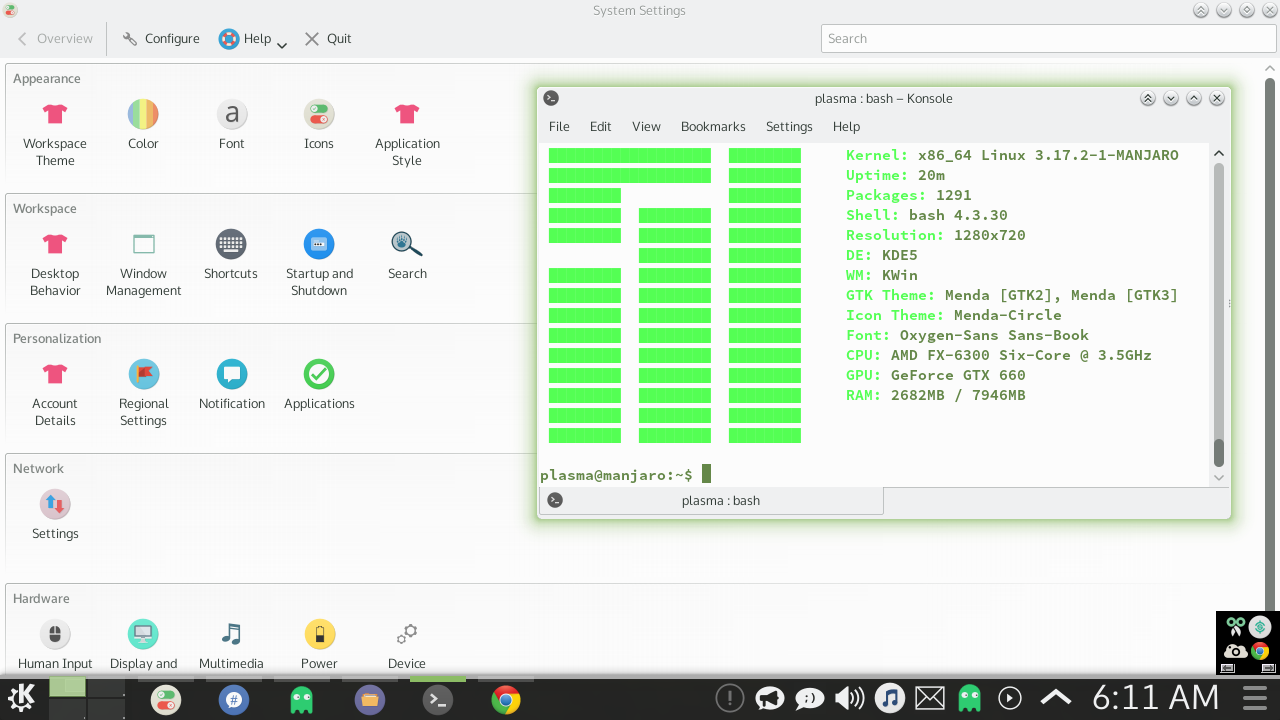 System Settings
Overview
Configure
Help
Quit
Search
Appearance
Workspace Theme
Color
Font
Icons
Application Style
Workspace
Desktop Behavior
Window Management
Shortcuts
Startup and Shutdown
Search
Personalization
Account Details
Regional Settings
Notification
Applications
Network
Settings
Hardware
Human Input
Display and
Multimedia
Power
Device
plasma : bash – Konsole
File Edit View Bookmarks Settings Help
Kernel: x86_64 Linux 3.17.2-1-MANJARO
Uptime: 20m
Packages: 1291
Shell: bash 4.3.30
Resolution: 1280x720
DE: KDE5
WM: KWin
GTK Theme: Menda [GTK2], Menda [GTK3]
Icon Theme: Menda-Circle
Font: Oxygen-Sans Sans-Book
CPU: AMD FX-6300 Six-Core @ 3.5GHz
GPU: GeForce GTX 660
RAM: 2682MB / 7946MB
plasma@manjaro:~$
plasma : bash
6:11 AM